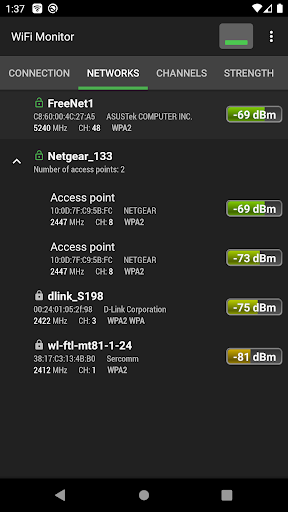 1:37
WiFi Monitor
CONNECTION NETWORKS CHANNELS STRENGTH
FreeNet1
C8:60:00:4C:27:A5 ASUSTek COMPUTER INC.
5240 MHz CH: 48 WPA2
-69 dBm
Netgear_133
Number of access points: 2
Access point
10:0D:7F:C9:5B:FC NETGEAR
2447 MHz CH: 8 WPA2
-69 dBm
Access point
10:0D:7F:C9:5B:FC NETGEAR
2447 MHz CH: 8 WPA2
-73 dBm
dlink_S198
00:24:01:05:2f:98 D-Link Corporation
2422 MHz CH: 3 WPA2 WPA
-75 dBm
wl-ftl-mt81-1-24
38:17:C3:13:4B:B0 Sercomm
2412 MHz CH: 1 WPA2
-81 dBm